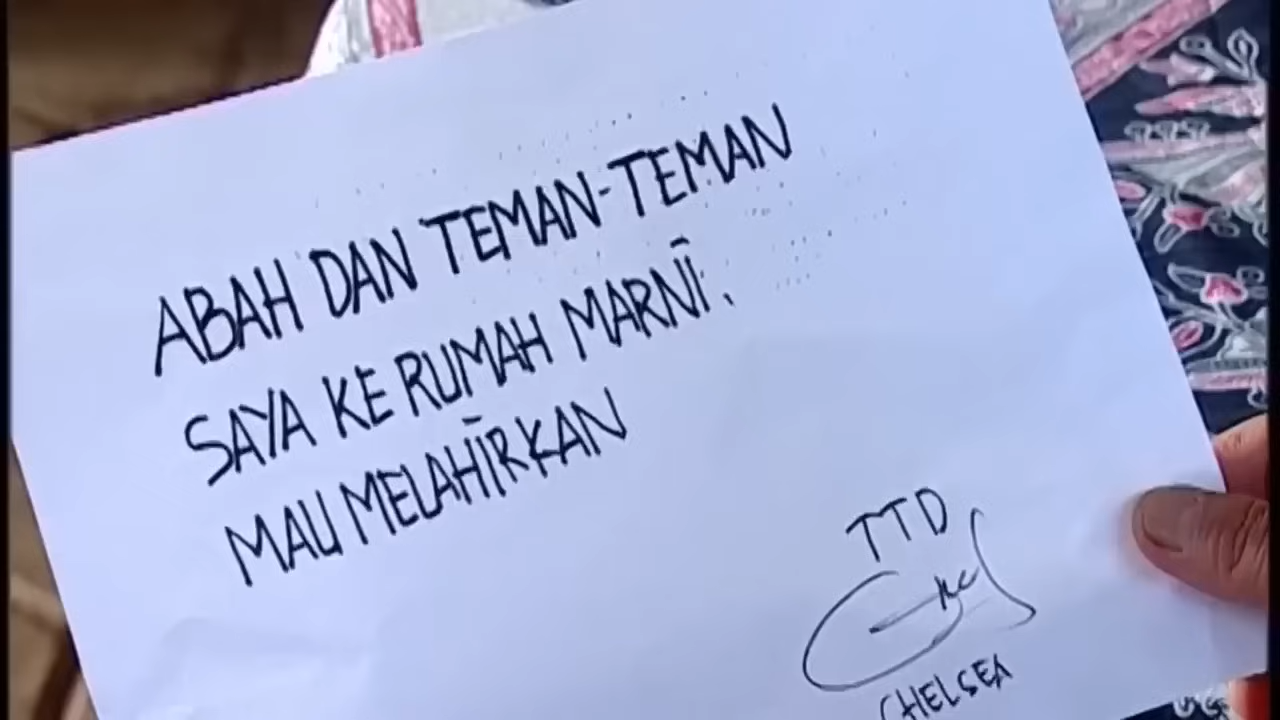 ABAH DAN TEMAN-TEMAN
SAYA KE RUMAH MARNI.
MAU MELAHIRKAN
TTD
CHELSEA